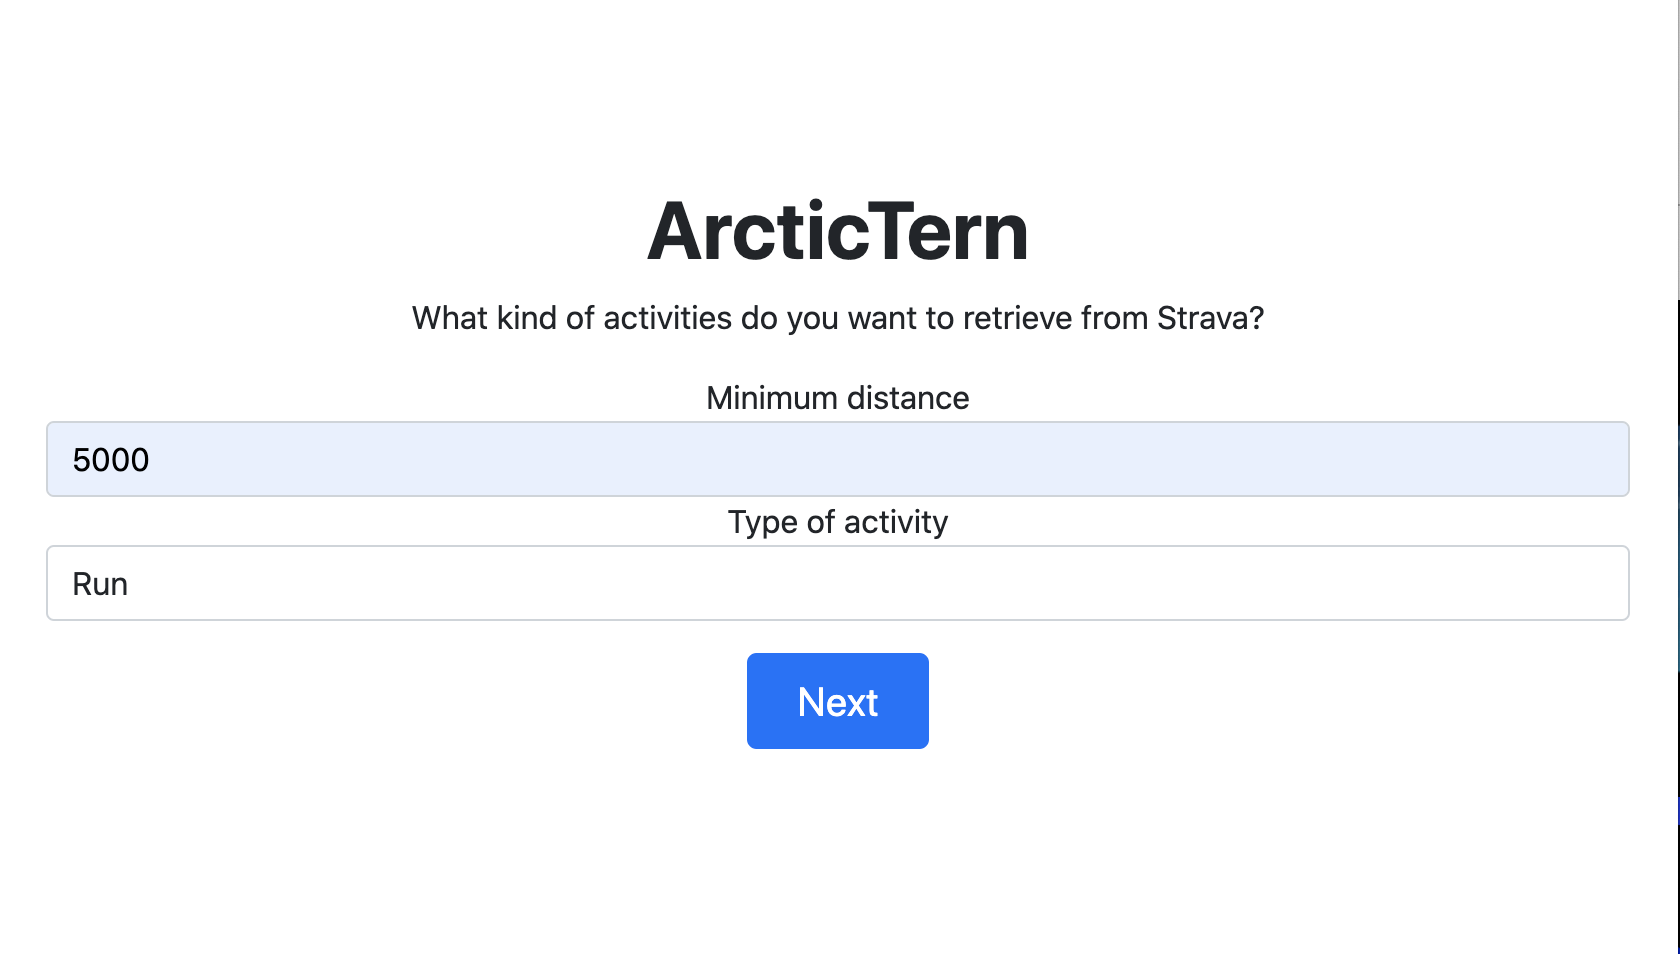 ArcticTern
What kind of activities do you want to retrieve from Strava?
Minimum distance
5000
Type of activity
Run
Next